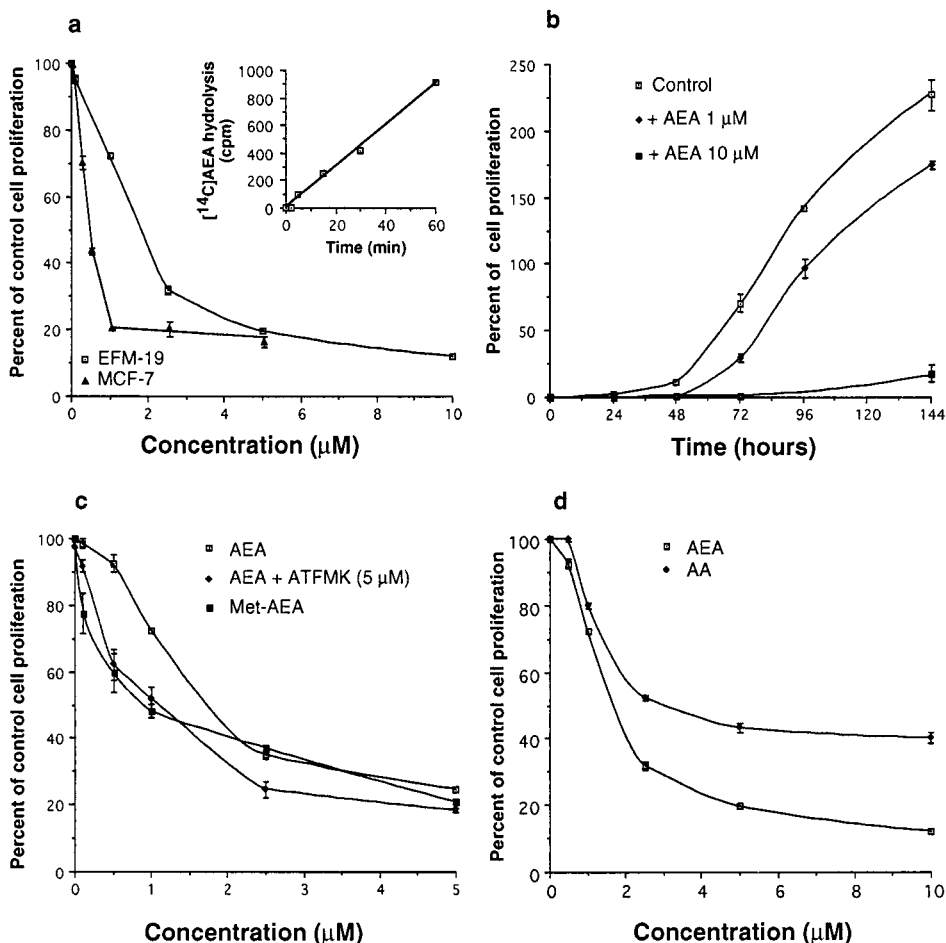 a
Percent of control cell proliferation
100
80
60
40
20
0
0
2
4
6
8
10
Concentration (μM)
EFM-19
MCF-7
[14C]AEA hydrolysis
(cpm)
1000
800
600
400
200
0
0
20
40
60
Time (min)
b
Percent of cell proliferation
250
200
150
100
50
0
0
24
48
72
96
120
144
Time (hours)
Control
+ AEA 1 μM
+ AEA 10 μM
c
Percent of control cell proliferation
100
80
60
40
20
0
0
1
2
3
4
5
Concentration (μM)
AEA
AEA + ATFMK (5 μM)
Met-AEA
d
Percent of control cell proliferation
100
80
60
40
20
0
0
2
4
6
8
10
Concentration (μM)
AEA
AA